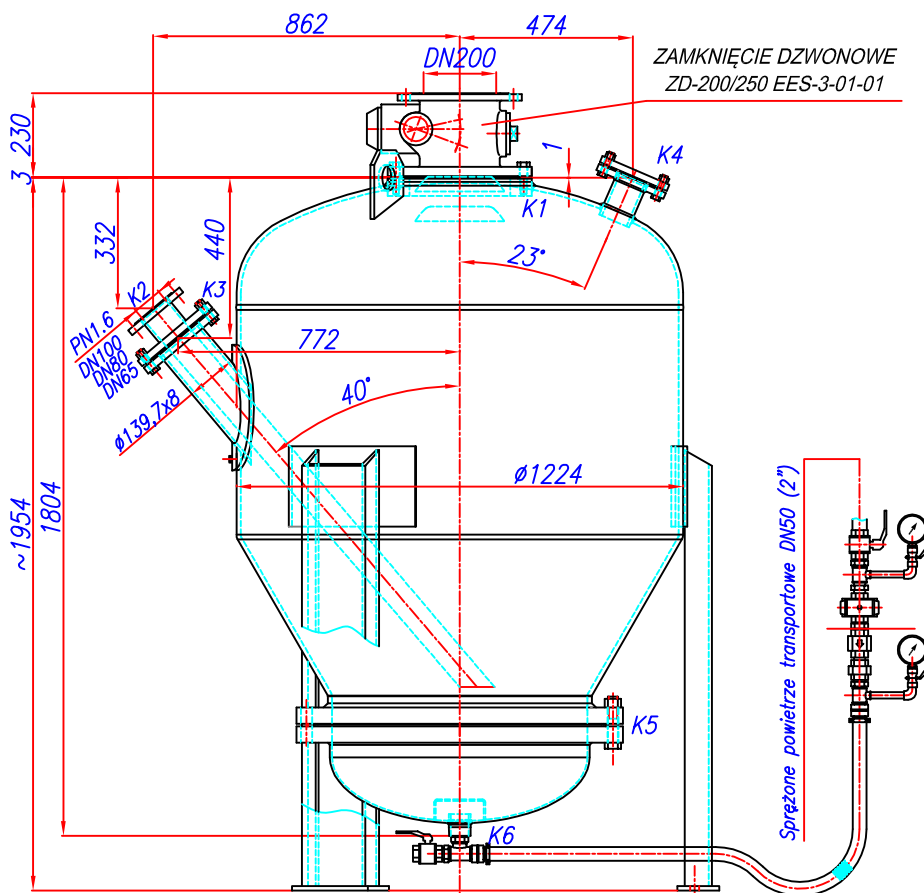 862
474
DN200
ZAMKNIĘCIE DZWONOWE
ZD-200/250 EES-3-01-01
230
3
1
K4
K1
332
440
23°
K2
K3
PN1.6
DN100
DN80
DN65
772
ø139,7x8
40°
ø1224
~1954
1804
Sprężone powietrze transportowe DN50 (2")
K5
K6